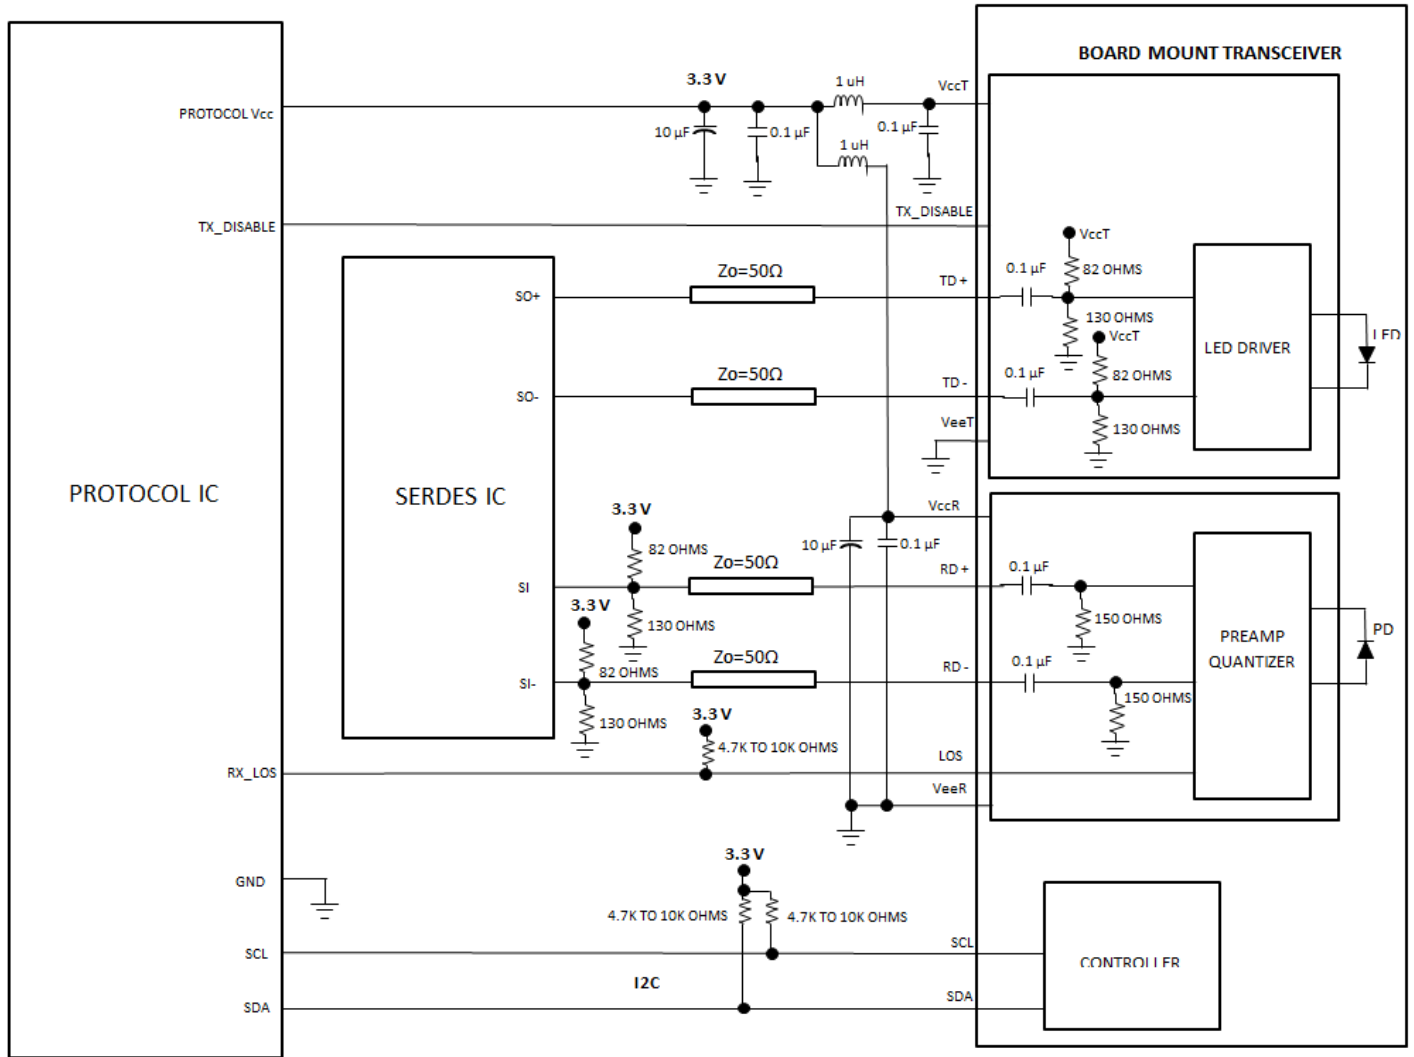 BOARD MOUNT TRANSCEIVER
3.3 V
1 uH
VccT
PROTOCOL Vcc
10 µF
0.1 µF
0.1 µF
1 uH
TX_DISABLE
TX_DISABLE
VccT
Zo=50Ω
0.1 µF
82 OHMS
SO+
TD +
130 OHMS
VccT
LED DRIVER
LED
Zo=50Ω
0.1 µF
82 OHMS
SO-
TD -
VeeT
130 OHMS
PROTOCOL IC
SERDES IC
3.3 V
VccR
82 OHMS
10 µF
0.1 µF
Zo=50Ω
RD +
0.1 µF
SI
3.3 V
130 OHMS
150 OHMS
PREAMP
QUANTIZER
PD
Zo=50Ω
RD -
0.1 µF
82 OHMS
SI-
150 OHMS
130 OHMS
3.3 V
4.7K TO 10K OHMS
LOS
RX_LOS
VeeR
3.3 V
GND
4.7K TO 10K OHMS
4.7K TO 10K OHMS
SCL
SCL
CONTROLLER
I2C
SDA
SDA